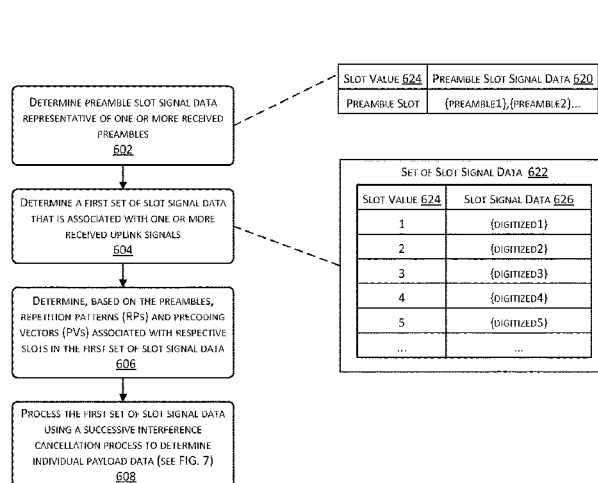 DETERMINE PREAMBLE SLOT SIGNAL DATA
REPRESENTATIVE OF ONE OR MORE RECEIVED
PREAMBLES
602
DETERMINE A FIRST SET OF SLOT SIGNAL DATA
THAT IS ASSOCIATED WITH ONE OR MORE
RECEIVED UPLINK SIGNALS
604
DETERMINE, BASED ON THE PREAMBLES,
REPETITION PATTERNS (RPS) AND PRECODING
VECTORS (PVS) ASSOCIATED WITH RESPECTIVE
SLOTS IN THE FIRST SET OF SLOT SIGNAL DATA
606
PROCESS THE FIRST SET OF SLOT SIGNAL DATA
USING A SUCCESSIVE INTERFERENCE
CANCELLATION PROCESS TO DETERMINE
INDIVIDUAL PAYLOAD DATA (SEE FIG. 7)
608
SLOT VALUE 624 PREAMBLE SLOT SIGNAL DATA 620
PREAMBLE SLOT {PREAMBLE1},{PREAMBLE2}...
SET OF SLOT SIGNAL DATA 622
SLOT VALUE 624 SLOT SIGNAL DATA 626
1 {DIGITIZED1}
2 {DIGITIZED2}
3 {DIGITIZED3}
4 {DIGITIZED4}
5 {DIGITIZED5}
... ...